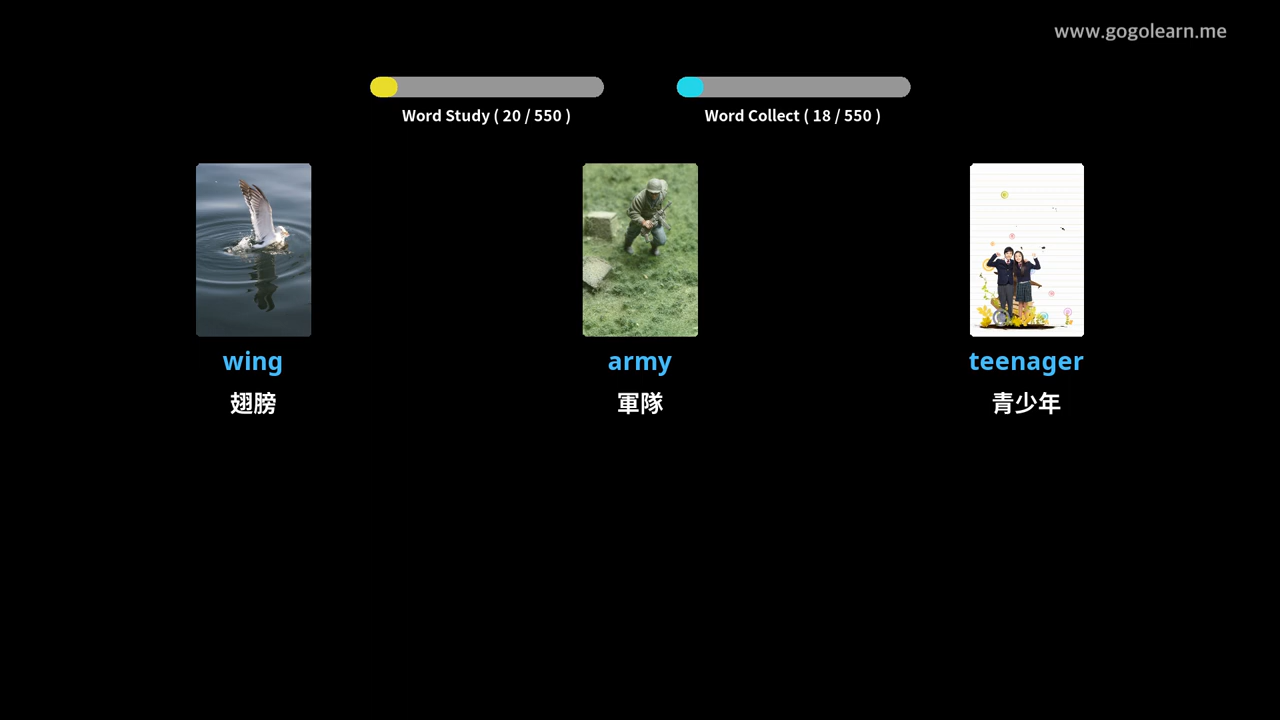 www.gogolearn.me
Word Study ( 20 / 550 )
Word Collect ( 18 / 550 )
wing
army
teenager
翅膀
軍隊
青少年